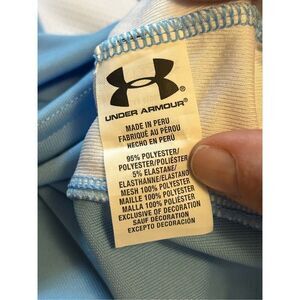 UNDER ARMOUR®
MADE IN PERU
FABRIQUÉ AU PÉROU
HECHO EN PERÚ
95% POLYESTER/
POLYESTER/POLIÉSTER
5% ELASTANE/
ELASTHANNE/ELASTANO
MESH 100% POLYESTER
MAILLE 100% POLYESTER
MALLA 100% POLIÉSTER
EXCLUSIVE OF DECORATION
SAUF DÉCORATION
EXCEPTO DECORACIÓN